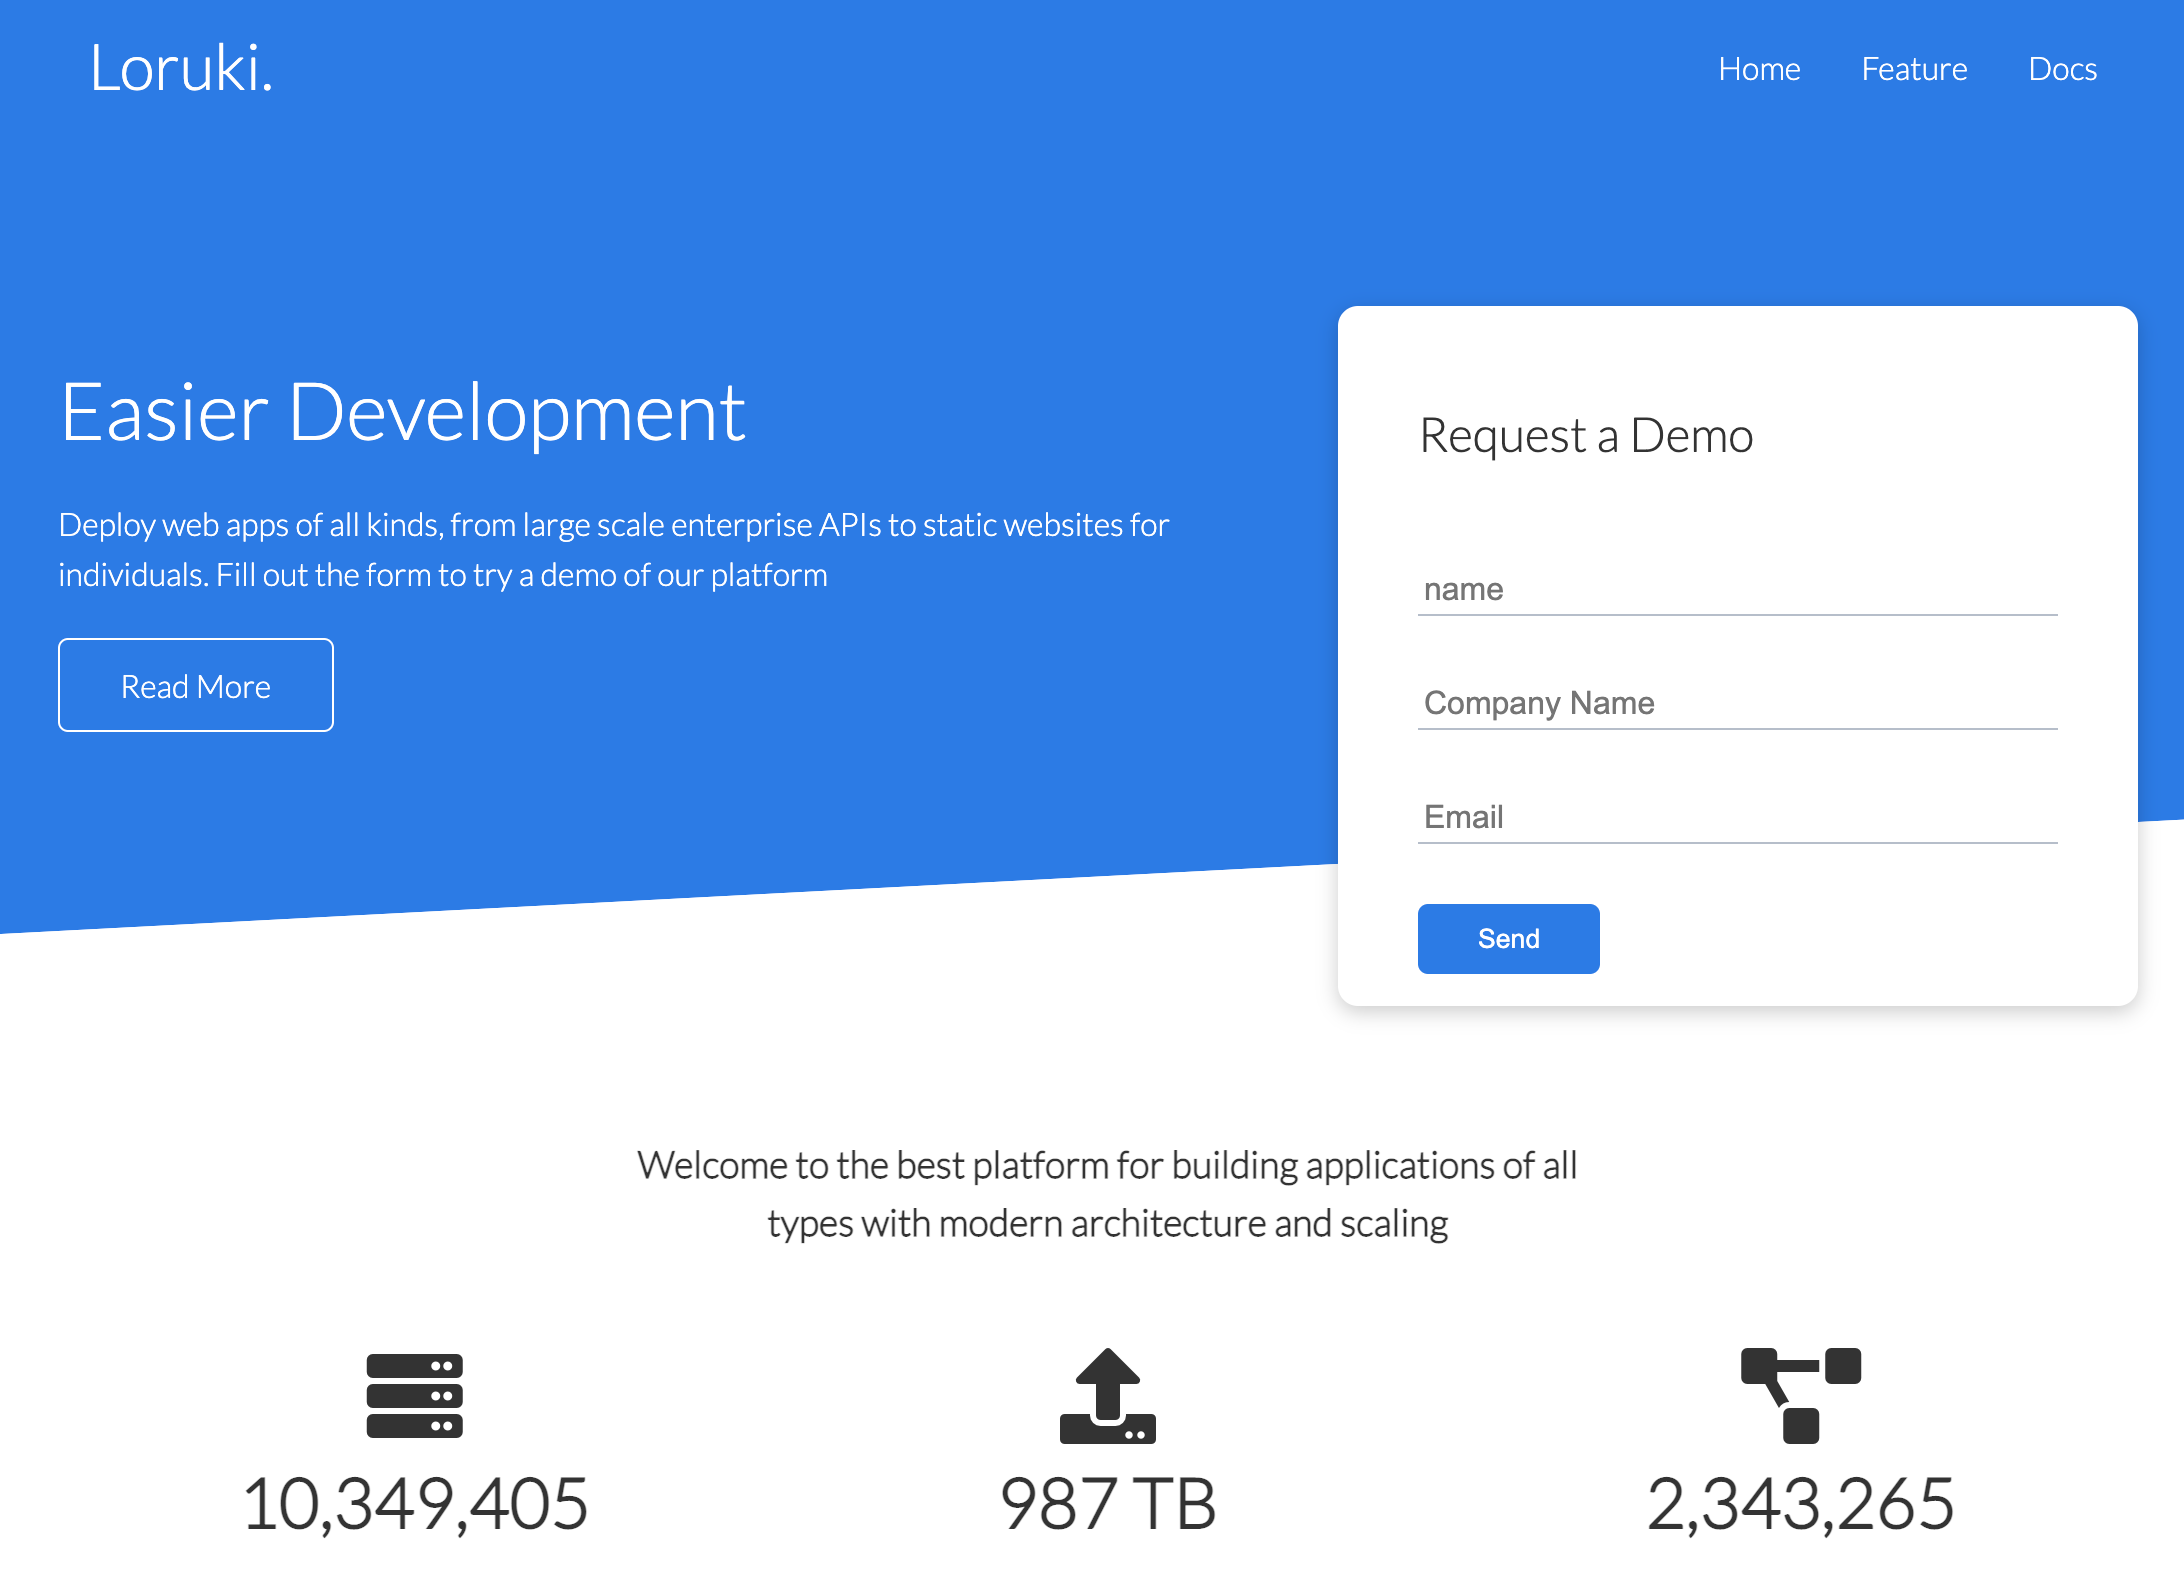 Loruki.
Home Feature Docs
Easier Development
Deploy web apps of all kinds, from large scale enterprise APIs to static websites for
individuals. Fill out the form to try a demo of our platform
Read More
Request a Demo
name
Company Name
Email
Send
Welcome to the best platform for building applications of all
types with modern architecture and scaling
10,349,405
987 TB
2,343,265